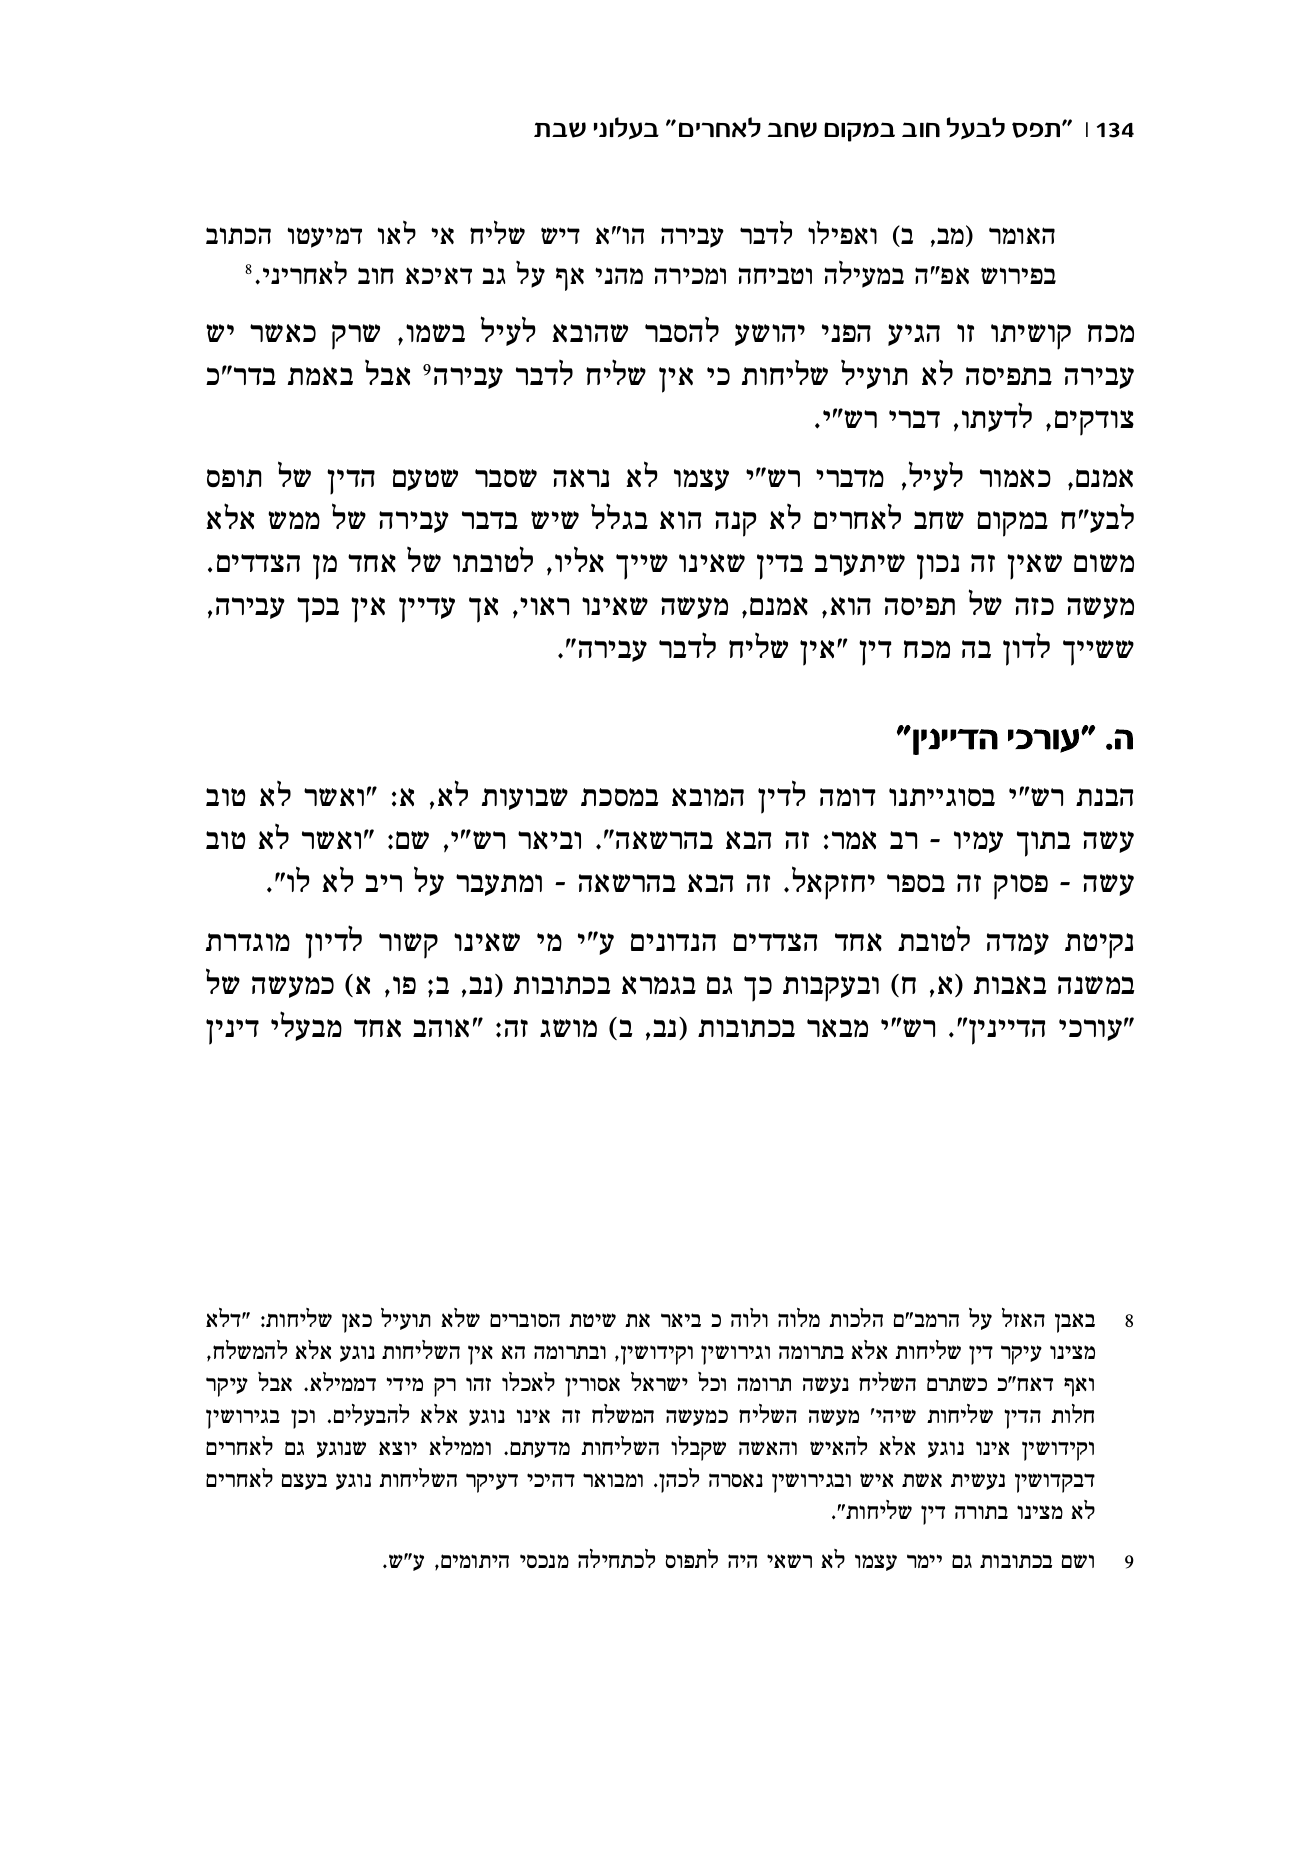 134 | "תפס לבעל חוב במקום שחב לאחרים" בעלוני שבת
האומר (מב, ב) ואפילו לדבר עבירה הו"א דיש שליח אי לאו דמיעטו הכתוב
בפירוש אפ"ה במעילה וטביחה ומכירה מהני אף על גב דאיכא חוב לאחריני.8
מכח קושיתו זו הגיע הפני יהושע להסבר שהובא לעיל בשמו, שרק כאשר יש
עבירה בתפיסה לא תועיל שליחות כי אין שליח לדבר עבירה9 אבל באמת בדר"כ
צודקים, לדעתו, דברי רש"י.
אמנם, כאמור לעיל, מדברי רש"י עצמו לא נראה שסבר שטעם הדין של תופס
לבע"ח במקום שחב לאחרים לא קנה הוא בגלל שיש בדבר עבירה של ממש אלא
משום שאין זה נכון שיתערב בדין שאינו שייך אליו, לטובתו של אחד מן הצדדים.
מעשה כזה של תפיסה הוא, אמנם, מעשה שאינו ראוי, אך עדיין אין בכך עבירה,
ששייך לדון בה מכח דין "אין שליח לדבר עבירה".
ה. "עורכי הדיינין"
הבנת רש"י בסוגייתנו דומה לדין המובא במסכת שבועות לא, א: "ואשר לא טוב
עשה בתוך עמיו - רב אמר: זה הבא בהרשאה". וביאר רש"י, שם: "ואשר לא טוב
עשה - פסוק זה בספר יחזקאל. זה הבא בהרשאה - ומתעבר על ריב לא לו".
נקיטת עמדה לטובת אחד הצדדים הנדונים ע"י מי שאינו קשור לדיון מוגדרת
במשנה באבות (א, ח) ובעקבות כך גם בגמרא בכתובות (נב, ב; פו, א) כמעשה של
"עורכי הדיינין". רש"י מבאר בכתובות (נב, ב) מושג זה: "אוהב אחד מבעלי דינין
8 באבן האזל על הרמב"ם הלכות מלוה ולוה כ ביאר את שיטת הסוברים שלא תועיל כאן שליחות: "דלא
מצינו עיקר דין שליחות אלא בתרומה וגירושין וקידושין, ובתרומה הא אין השליחות נוגע אלא להמשלח,
ואף דאח"כ כשתרם השליח נעשה תרומה וכל ישראל אסורין לאכלו זהו רק מידי דממילא. אבל עיקר
חלות הדין שליחות שיהי' מעשה השליח כמעשה המשלח זה אינו נוגע אלא להבעלים. וכן בגירושין
וקידושין אינו נוגע אלא להאיש והאשה שקבלו השליחות מדעתם. וממילא יוצא שנוגע גם לאחרים
דבקדושין נעשית אשת איש ובגירושין נאסרה לכהן. ומבואר דהיכי דעיקר השליחות נוגע בעצם לאחרים
לא מצינו בתורה דין שליחות".
9 ושם בכתובות גם יימר עצמו לא רשאי היה לתפוס לכתחילה מנכסי היתומים, ע"ש.